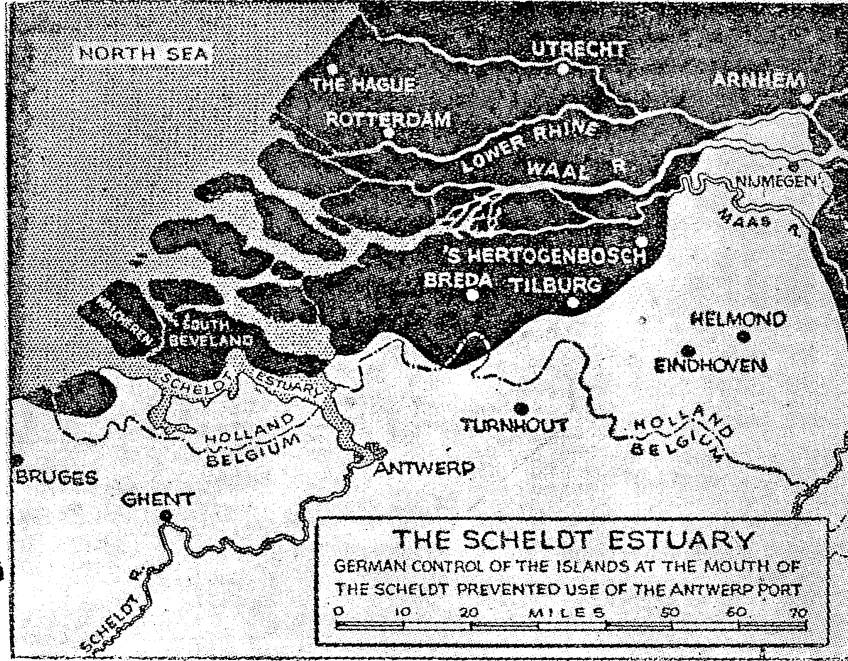 NORTH SEA
UTRECHT
THE HAGUE
ARNHEM
ROTTERDAM
LOWER RHINE
WAAL R.
NIJMEGEN
MAAS R.
'S HERTOGENBOSCH
BREDA
TILBURG
WALCHEREN
SOUTH
BEVELAND
HELMOND
EINDHOVEN
SCHELDT ESTUARY
HOLLAND
BELGIUM
TURNHOUT
HOLLAND
BELGIUM
BRUGES
ANTWERP
GHENT
SCHELDT R.
THE SCHELDT ESTUARY
GERMAN CONTROL OF THE ISLANDS AT THE MOUTH OF
THE SCHELDT PREVENTED USE OF THE ANTWERP PORT
0 10 20 MILES 50 60 70